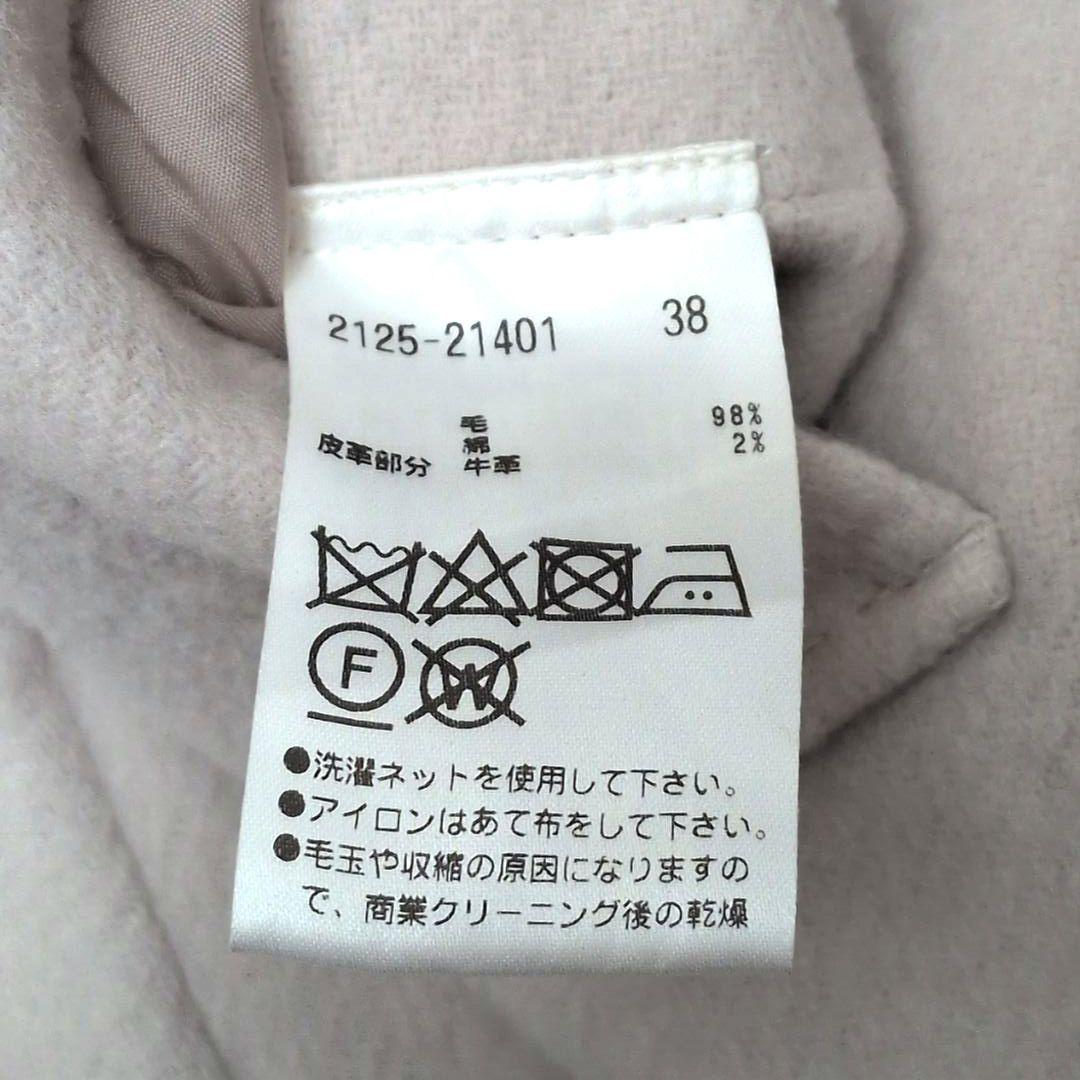 2125-21401 38
毛 98%
綿 2%
皮革部分 牛革
F
W
●洗濯ネットを使用して下さい。
●アイロンはあて布をして下さい。
●毛玉や収縮の原因になりますの
で、商業クリーニング後の乾燥